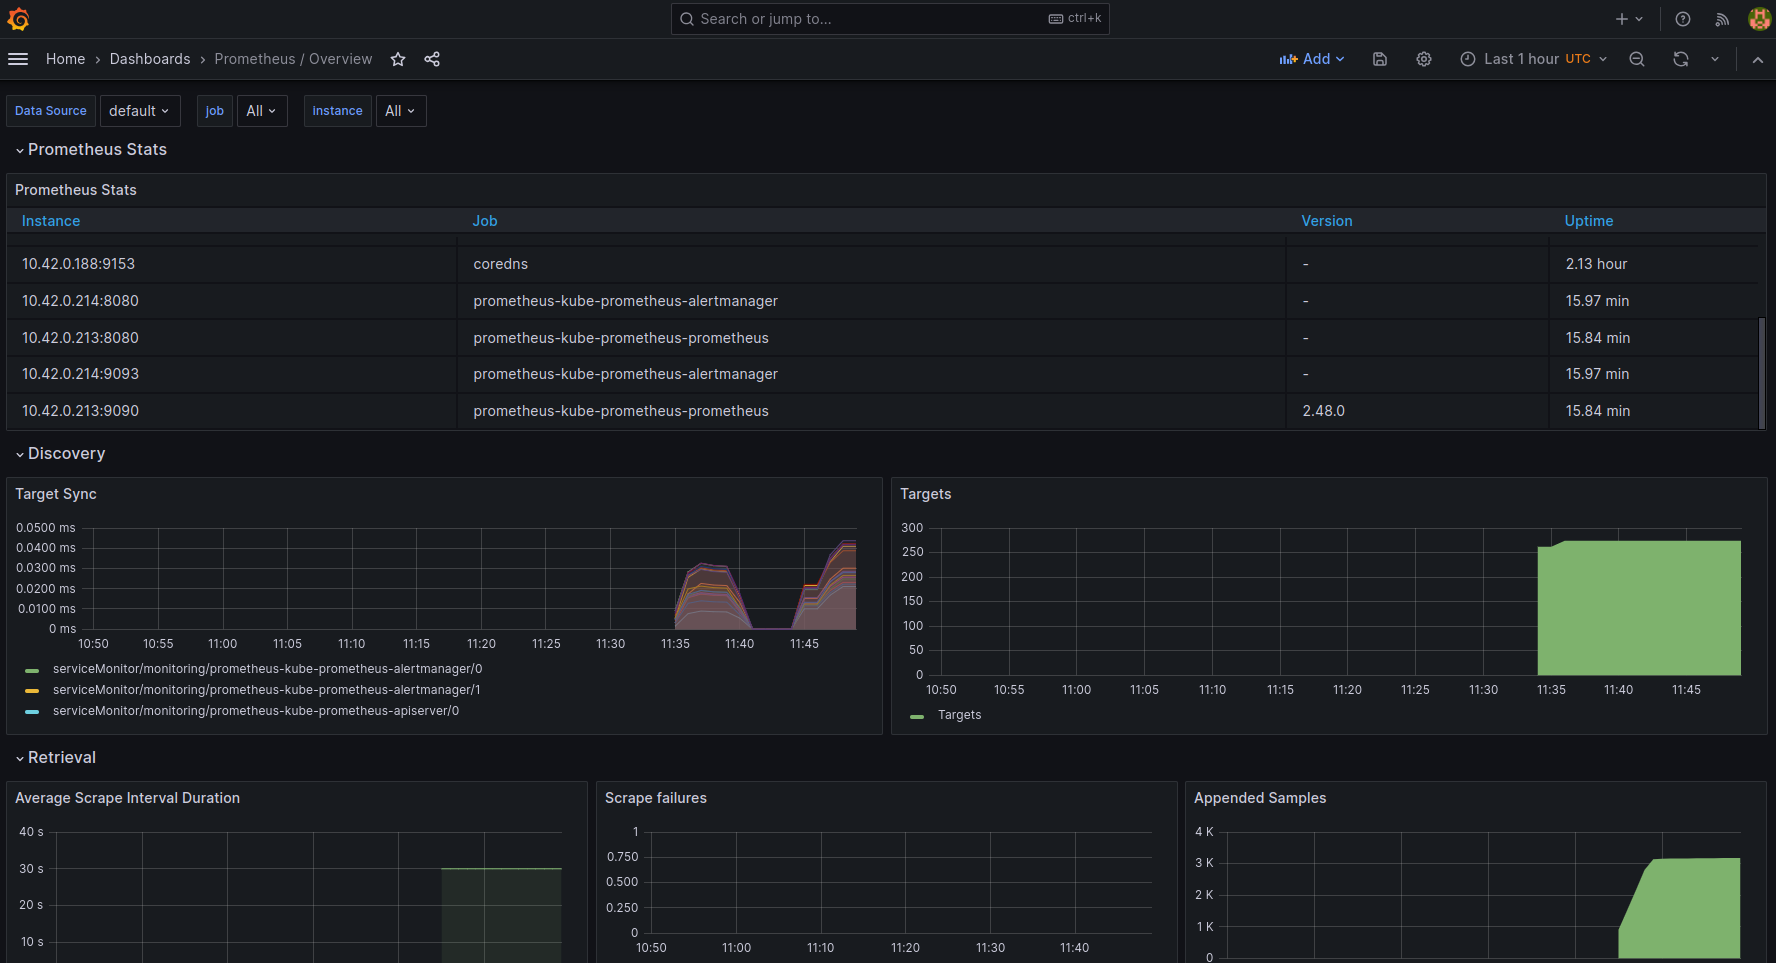 Search or jump to... ctrl+k
Home › Dashboards › Prometheus / Overview Add Last 1 hour UTC
Data Source default job All instance All
Prometheus Stats
Prometheus Stats
Instance Job Version Uptime
10.42.0.188:9153 coredns - 2.13 hour
10.42.0.214:8080 prometheus-kube-prometheus-alertmanager - 15.97 min
10.42.0.213:8080 prometheus-kube-prometheus-prometheus - 15.84 min
10.42.0.214:9093 prometheus-kube-prometheus-alertmanager - 15.97 min
10.42.0.213:9090 prometheus-kube-prometheus-prometheus 2.48.0 15.84 min
Discovery
Target Sync
0.0500 ms
0.0400 ms
0.0300 ms
0.0200 ms
0.0100 ms
0 ms
10:50 10:55 11:00 11:05 11:10 11:15 11:20 11:25 11:30 11:35 11:40 11:45
serviceMonitor/monitoring/prometheus-kube-prometheus-alertmanager/0
serviceMonitor/monitoring/prometheus-kube-prometheus-alertmanager/1
serviceMonitor/monitoring/prometheus-kube-prometheus-apiserver/0
Targets
300
250
200
150
100
50
0
10:50 10:55 11:00 11:05 11:10 11:15 11:20 11:25 11:30 11:35 11:40 11:45
Targets
Retrieval
Average Scrape Interval Duration
40 s
30 s
20 s
10 s
Scrape failures
1
0.750
0.500
0.250
0
10:50 11:00 11:10 11:20 11:30 11:40
Appended Samples
4 K
3 K
2 K
1 K
0